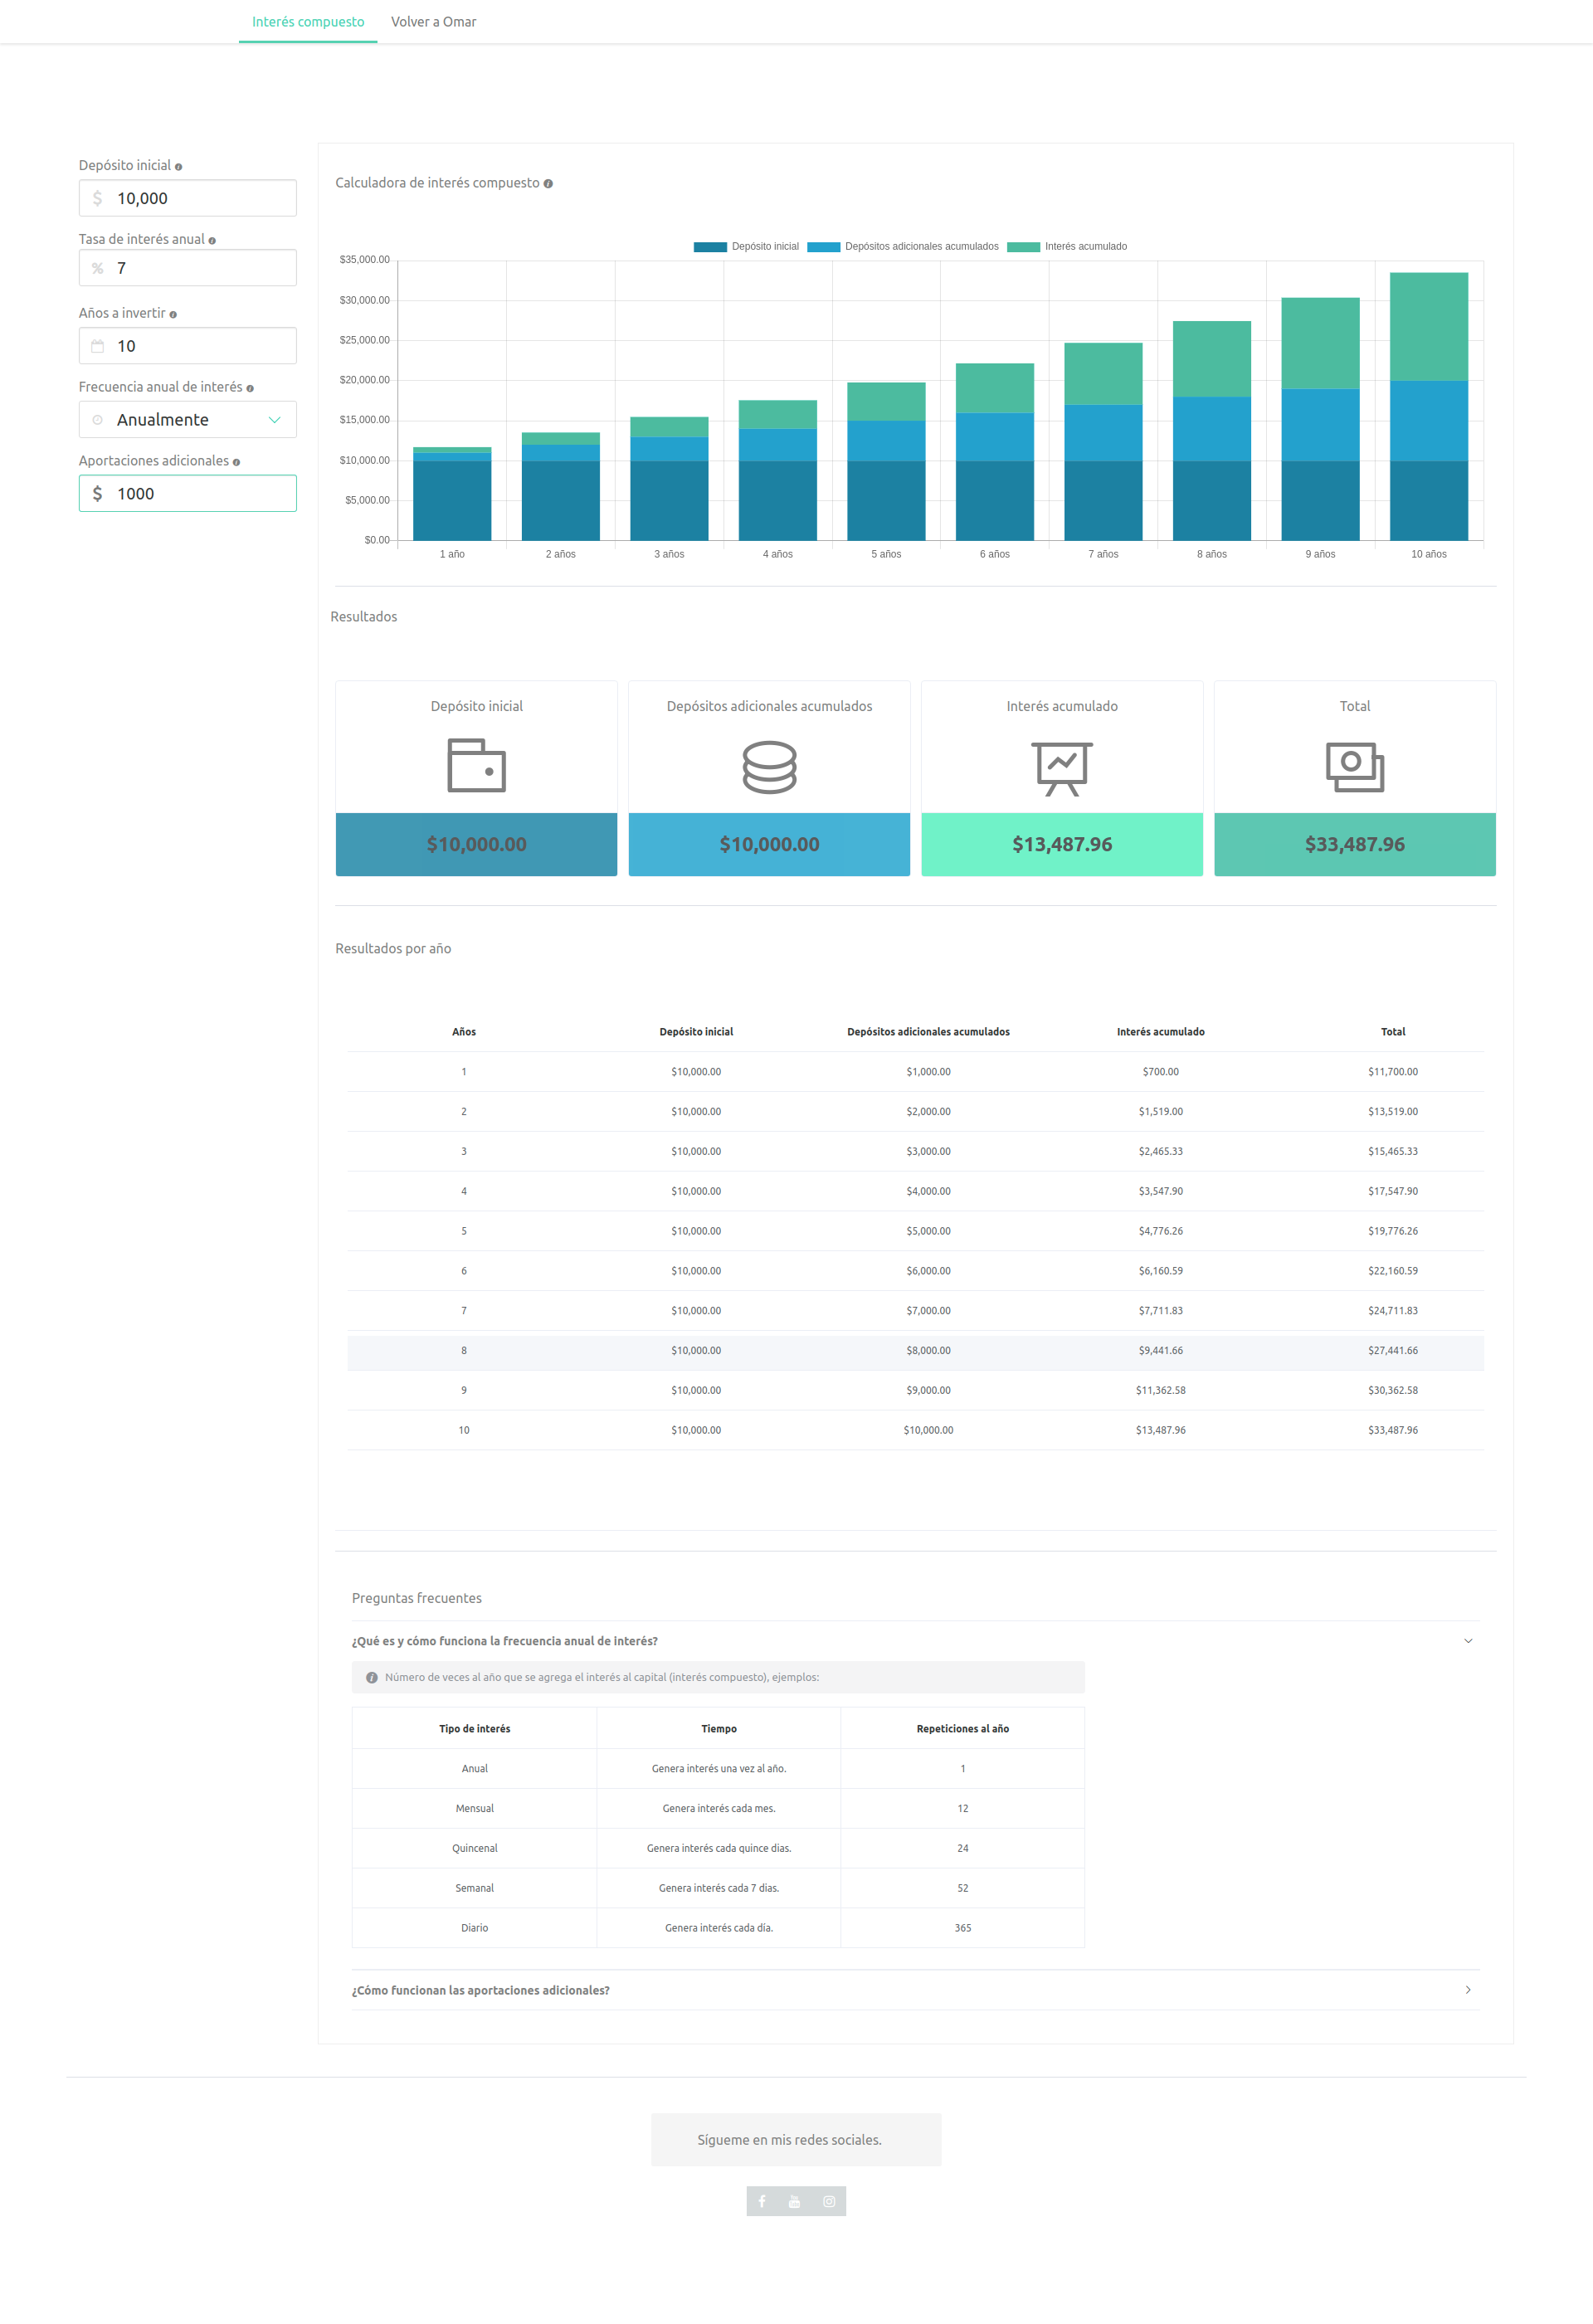 Interés compuesto Volver a Omar
Depósito inicial
$ 10,000
Tasa de interés anual
% 7
Años a invertir
10
Frecuencia anual de interés
Anualmente
Aportaciones adicionales
$ 1000
Calculadora de interés compuesto
Depósito inicial Depósitos adicionales acumulados Interés acumulado
$35,000.00
$30,000.00
$25,000.00
$20,000.00
$15,000.00
$10,000.00
$5,000.00
$0.00
1 año 2 años 3 años 4 años 5 años 6 años 7 años 8 años 9 años 10 años
Resultados
Depósito inicial Depósitos adicionales acumulados Interés acumulado Total
$10,000.00 $10,000.00 $13,487.96 $33,487.96
Resultados por año
Años Depósito inicial Depósitos adicionales acumulados Interés acumulado Total
1 $10,000.00 $1,000.00 $700.00 $11,700.00
2 $10,000.00 $2,000.00 $1,519.00 $13,519.00
3 $10,000.00 $3,000.00 $2,465.33 $15,465.33
4 $10,000.00 $4,000.00 $3,547.90 $17,547.90
5 $10,000.00 $5,000.00 $4,776.26 $19,776.26
6 $10,000.00 $6,000.00 $6,160.59 $22,160.59
7 $10,000.00 $7,000.00 $7,711.83 $24,711.83
8 $10,000.00 $8,000.00 $9,441.66 $27,441.66
9 $10,000.00 $9,000.00 $11,362.58 $30,362.58
10 $10,000.00 $10,000.00 $13,487.96 $33,487.96
Preguntas frecuentes
¿Qué es y cómo funciona la frecuencia anual de interés?
Número de veces al año que se agrega el interés al capital (interés compuesto), ejemplos:
Tipo de interés Tiempo Repeticiones al año
Anual Genera interés una vez al año. 1
Mensual Genera interés cada mes. 12
Quincenal Genera interés cada quince dias. 24
Semanal Genera interés cada 7 dias. 52
Diario Genera interés cada dia. 365
¿Cómo funcionan las aportaciones adicionales?
Sígueme en mis redes sociales.